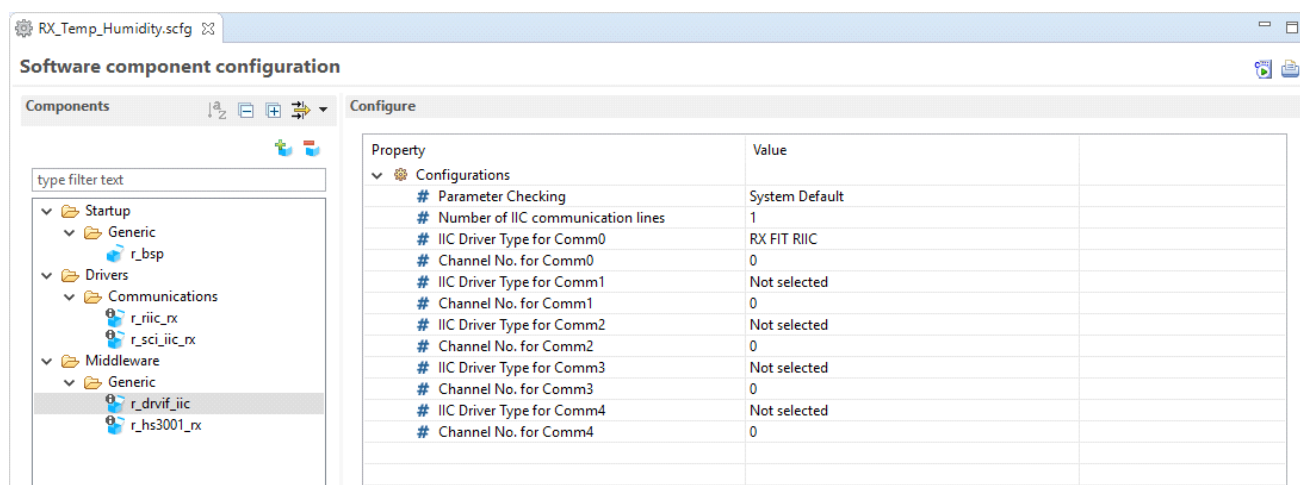 RX_Temp_Humidity.scfg
Software component configuration
Components
Configure
type filter text
Startup
Generic
r_bsp
Drivers
Communications
r_riic_rx
r_sci_iic_rx
Middleware
Generic
r_drvif_iic
r_hs3001_rx
Property Value
Configurations
# Parameter Checking System Default
# Number of IIC communication lines 1
# IIC Driver Type for Comm0 RX FIT RIIC
# Channel No. for Comm0 0
# IIC Driver Type for Comm1 Not selected
# Channel No. for Comm1 0
# IIC Driver Type for Comm2 Not selected
# Channel No. for Comm2 0
# IIC Driver Type for Comm3 Not selected
# Channel No. for Comm3 0
# IIC Driver Type for Comm4 Not selected
# Channel No. for Comm4 0